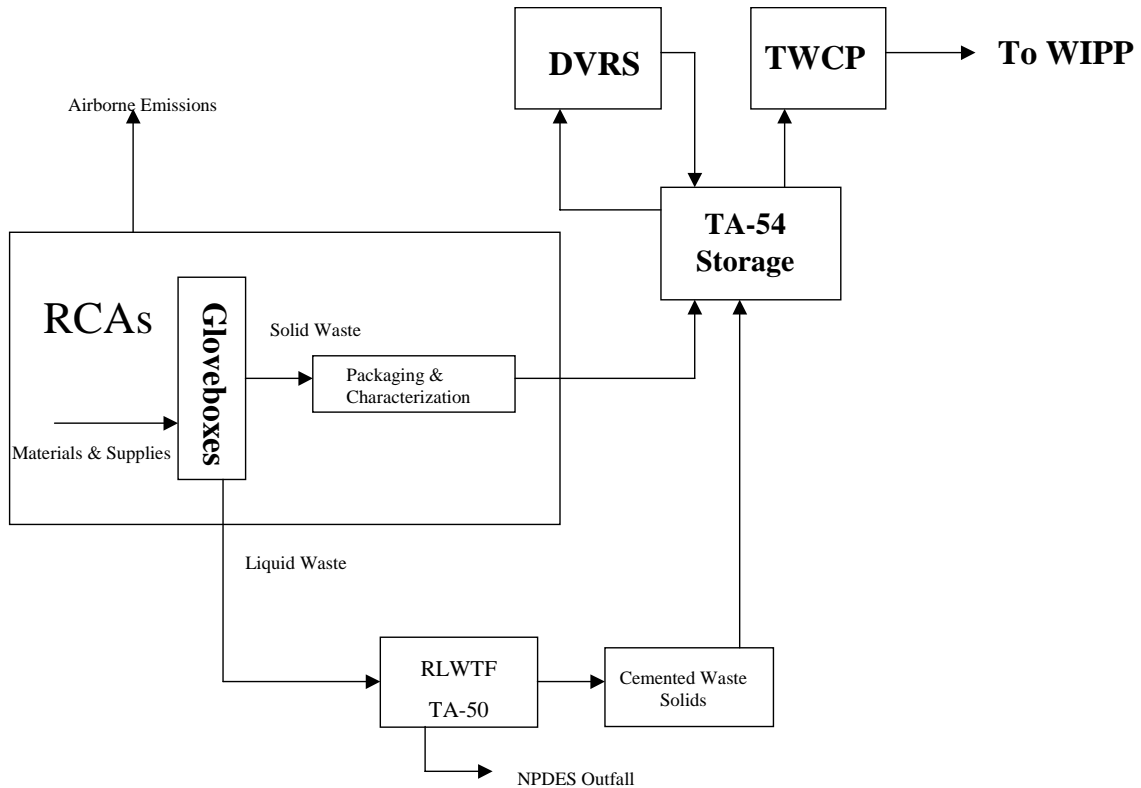 DVRS
TWCP
To WIPP
Airborne Emissions
TA-54
Storage
RCAs
Gloveboxes
Solid Waste
Packaging &
Characterization
Materials & Supplies
Liquid Waste
RLWTF
TA-50
Cemented Waste
Solids
NPDES Outfall